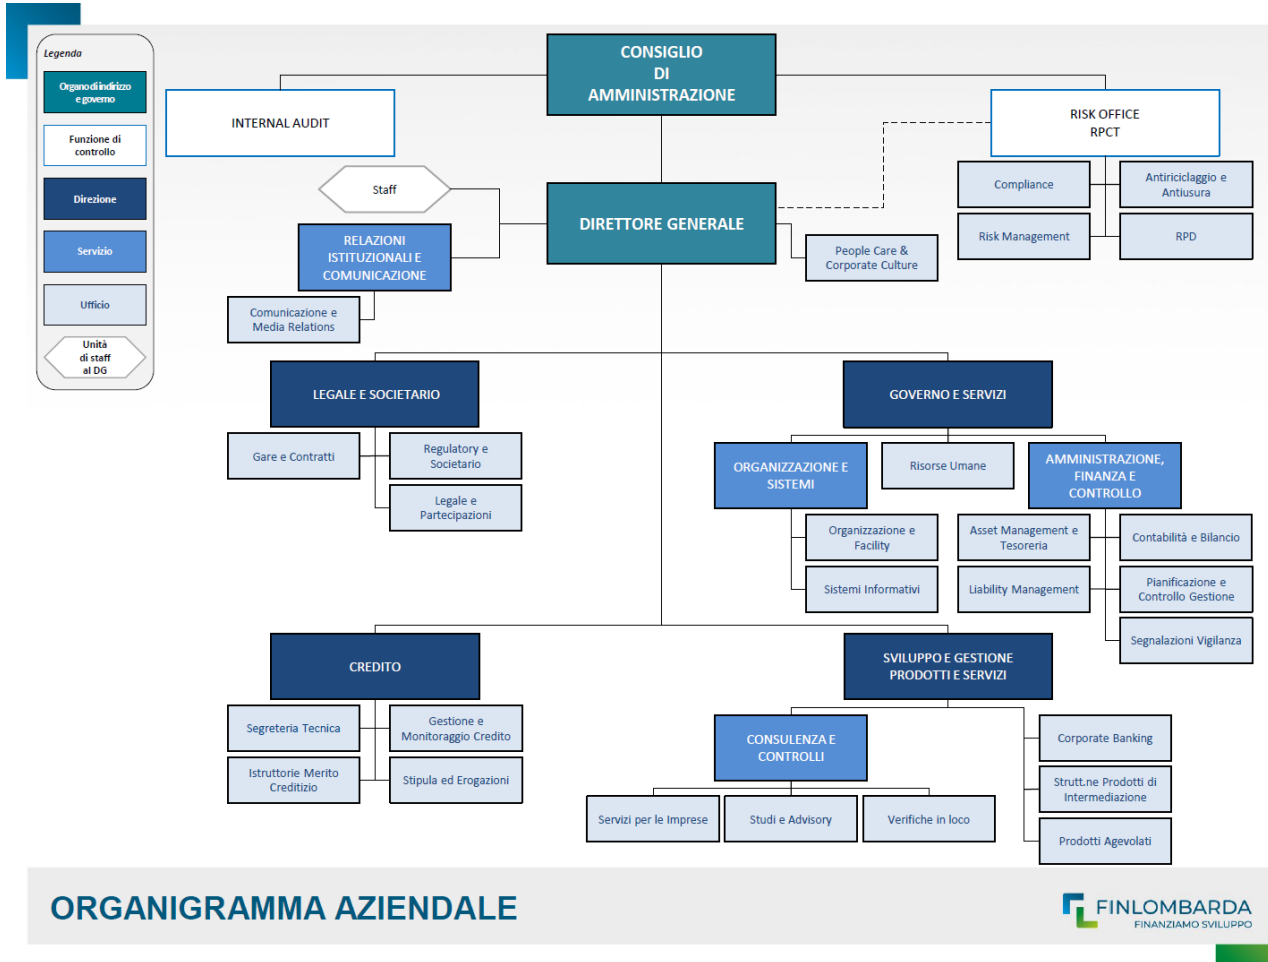 Legenda
Organo di indirizzo
e governo
Funzione di
controllo
Direzione
Servizio
Ufficio
Unità
di staff
al DG
CONSIGLIO
DI
AMMINISTRAZIONE
INTERNAL AUDIT
RISK OFFICE
RPCT
Compliance
Antiriciclaggio e
Antiusura
Risk Management
RPD
Staff
DIRETTORE GENERALE
RELAZIONI
ISTITUZIONALI E
COMUNICAZIONE
People Care &
Corporate Culture
Comunicazione e
Media Relations
LEGALE E SOCIETARIO
Gare e Contratti
Regulatory e
Societario
Legale e
Partecipazioni
GOVERNO E SERVIZI
ORGANIZZAZIONE E
SISTEMI
Risorse Umane
AMMINISTRAZIONE,
FINANZA E
CONTROLLO
Organizzazione e
Facility
Sistemi Informativi
Asset Management e
Tesoreria
Contabilità e Bilancio
Liability Management
Pianificazione e
Controllo Gestione
Segnalazioni Vigilanza
CREDITO
Segreteria Tecnica
Gestione e
Monitoraggio Credito
Istruttorie Merito
Creditizio
Stipula ed Erogazioni
SVILUPPO E GESTIONE
PRODOTTI E SERVIZI
CONSULENZA E
CONTROLLI
Servizi per le Imprese
Studi e Advisory
Verifiche in loco
Corporate Banking
Strutt.ne Prodotti di
Intermediazione
Prodotti Agevolati
ORGANIGRAMMA AZIENDALE
FINLOMBARDA
FINANZIAMO SVILUPPO